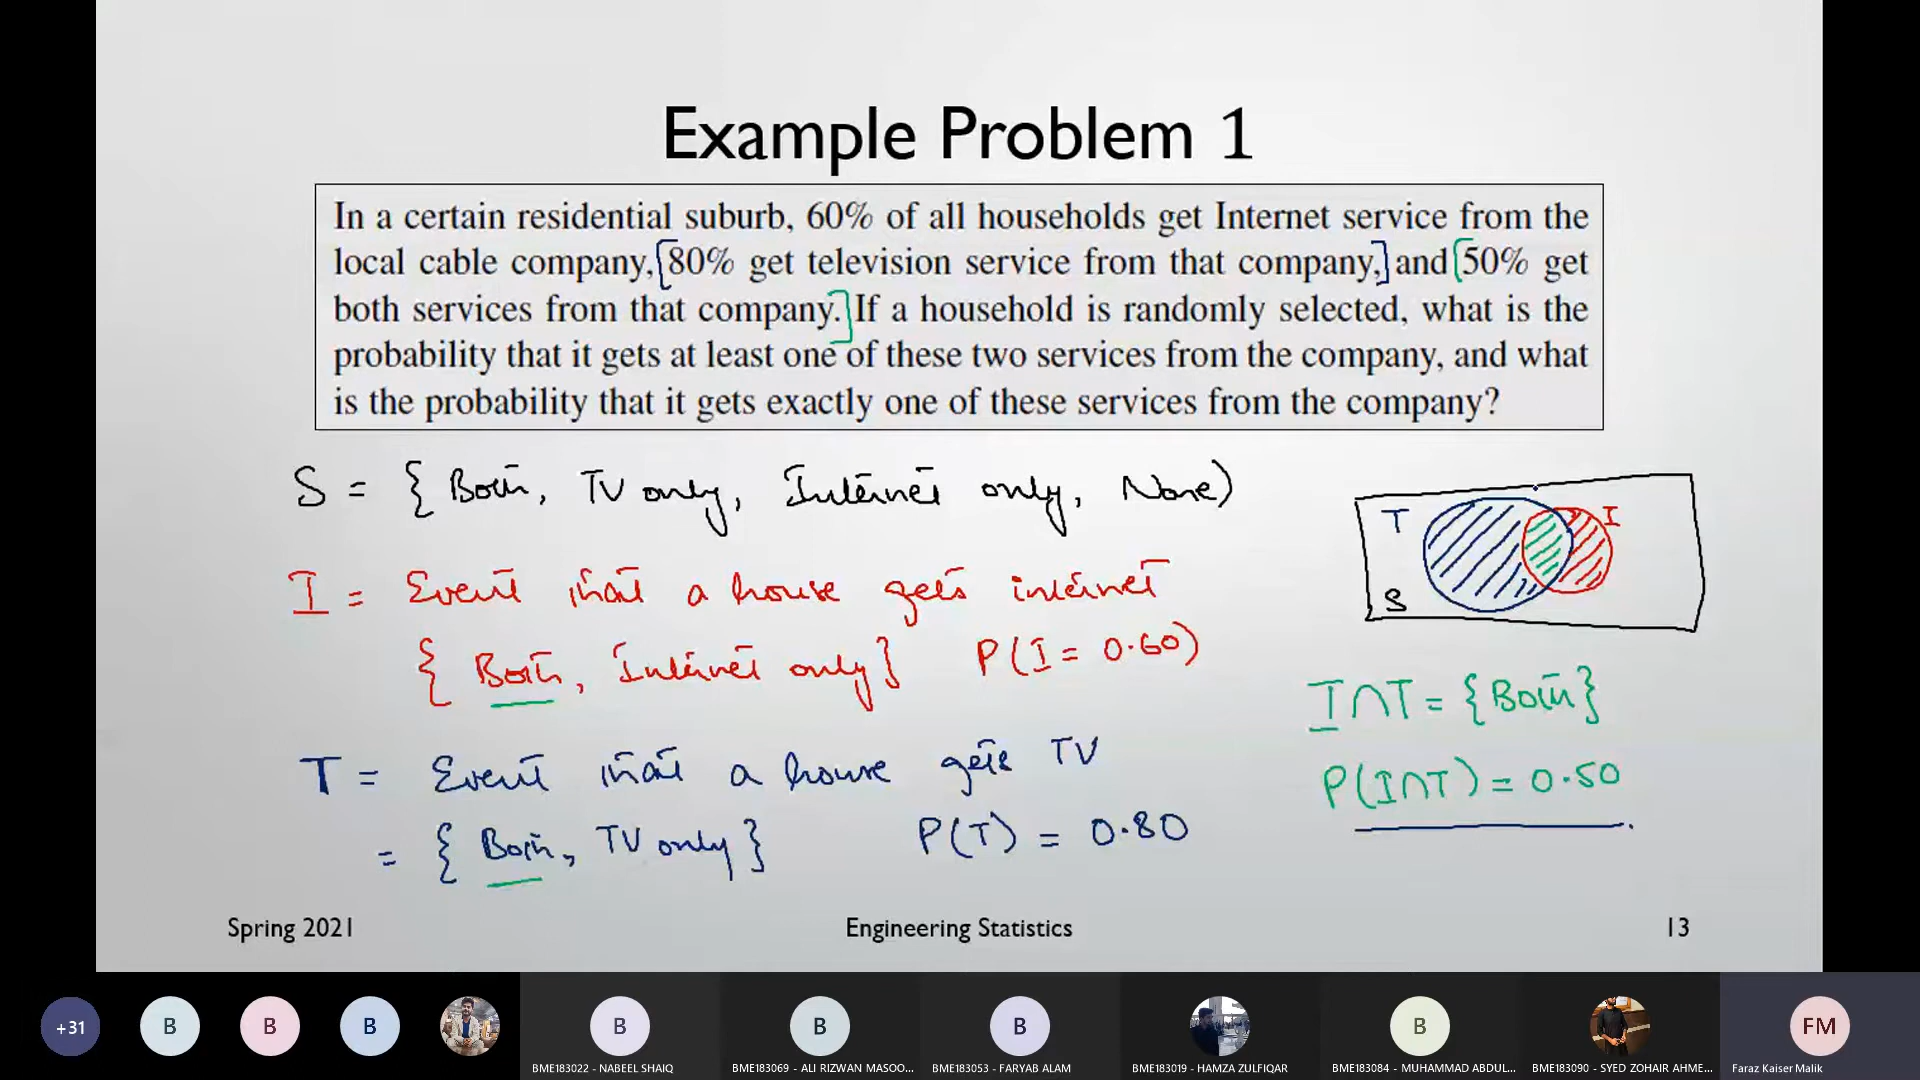 Example Problem 1
In a certain residential suburb, 60% of all households get Internet service from the
local cable company, [80% get television service from that company,] and [50% get
both services from that company.] If a household is randomly selected, what is the
probability that it gets at least one of these two services from the company, and what
is the probability that it gets exactly one of these services from the company?
S = { Both, TV only, Internet only, None)
T I
S
I = Event that a house gets internet
{ Both, Internet only} P(I = 0.60)
I∩T = {Both}
T = Event that a house gets TV
P(I∩T) = 0.50
= { Both, TV only } P(T) = 0.80
Spring 2021 Engineering Statistics 13
+31 B B B B B B B FM
BME183022 - NABEEL SHAIQ BME183069 - ALI RIZWAN MASOO... BME183053 - FARYAB ALAM BME183019 - HAMZA ZULFIQAR BME183084 - MUHAMMAD ABDUL... BME183090 - SYED ZOHAIR AHME... Faraz Kaiser Malik